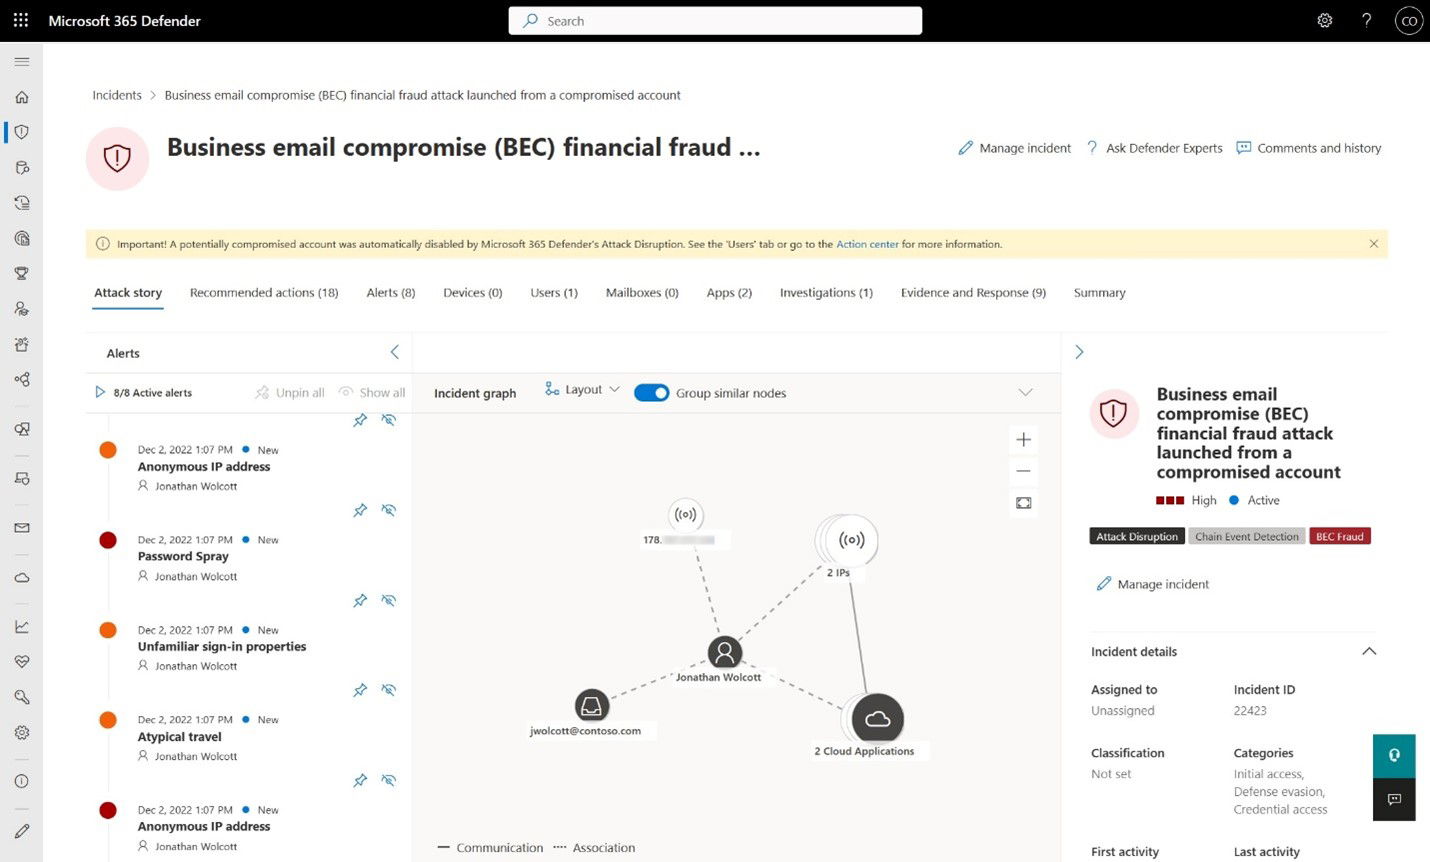 Microsoft 365 Defender
Search
CO
Incidents > Business email compromise (BEC) financial fraud attack launched from a compromised account
Business email compromise (BEC) financial fraud ...
Manage incident
Ask Defender Experts
Comments and history
Important! A potentially compromised account was automatically disabled by Microsoft 365 Defender's Attack Disruption. See the 'Users' tab or go to the Action center for more information.
Attack story
Recommended actions (18)
Alerts (8)
Devices (0)
Users (1)
Mailboxes (0)
Apps (2)
Investigations (1)
Evidence and Response (9)
Summary
Alerts
8/8 Active alerts
Unpin all
Show all
Dec 2, 2022 1:07 PM
New
Anonymous IP address
Jonathan Wolcott
Dec 2, 2022 1:07 PM
New
Password Spray
Jonathan Wolcott
Dec 2, 2022 1:07 PM
New
Unfamiliar sign-in properties
Jonathan Wolcott
Dec 2, 2022 1:07 PM
New
Atypical travel
Jonathan Wolcott
Dec 2, 2022 1:07 PM
New
Anonymous IP address
Jonathan Wolcott
Incident graph
Layout
Group similar nodes
178.
2 IPs
Jonathan Wolcott
jwolcott@contoso.com
2 Cloud Applications
Communication
Association
Business email
compromise (BEC)
financial fraud attack
launched from a
compromised account
High
Active
Attack Disruption
Chain Event Detection
BEC Fraud
Manage incident
Incident details
Assigned to
Unassigned
Incident ID
22423
Classification
Not set
Categories
Initial access,
Defense evasion,
Credential access
First activity
Last activity